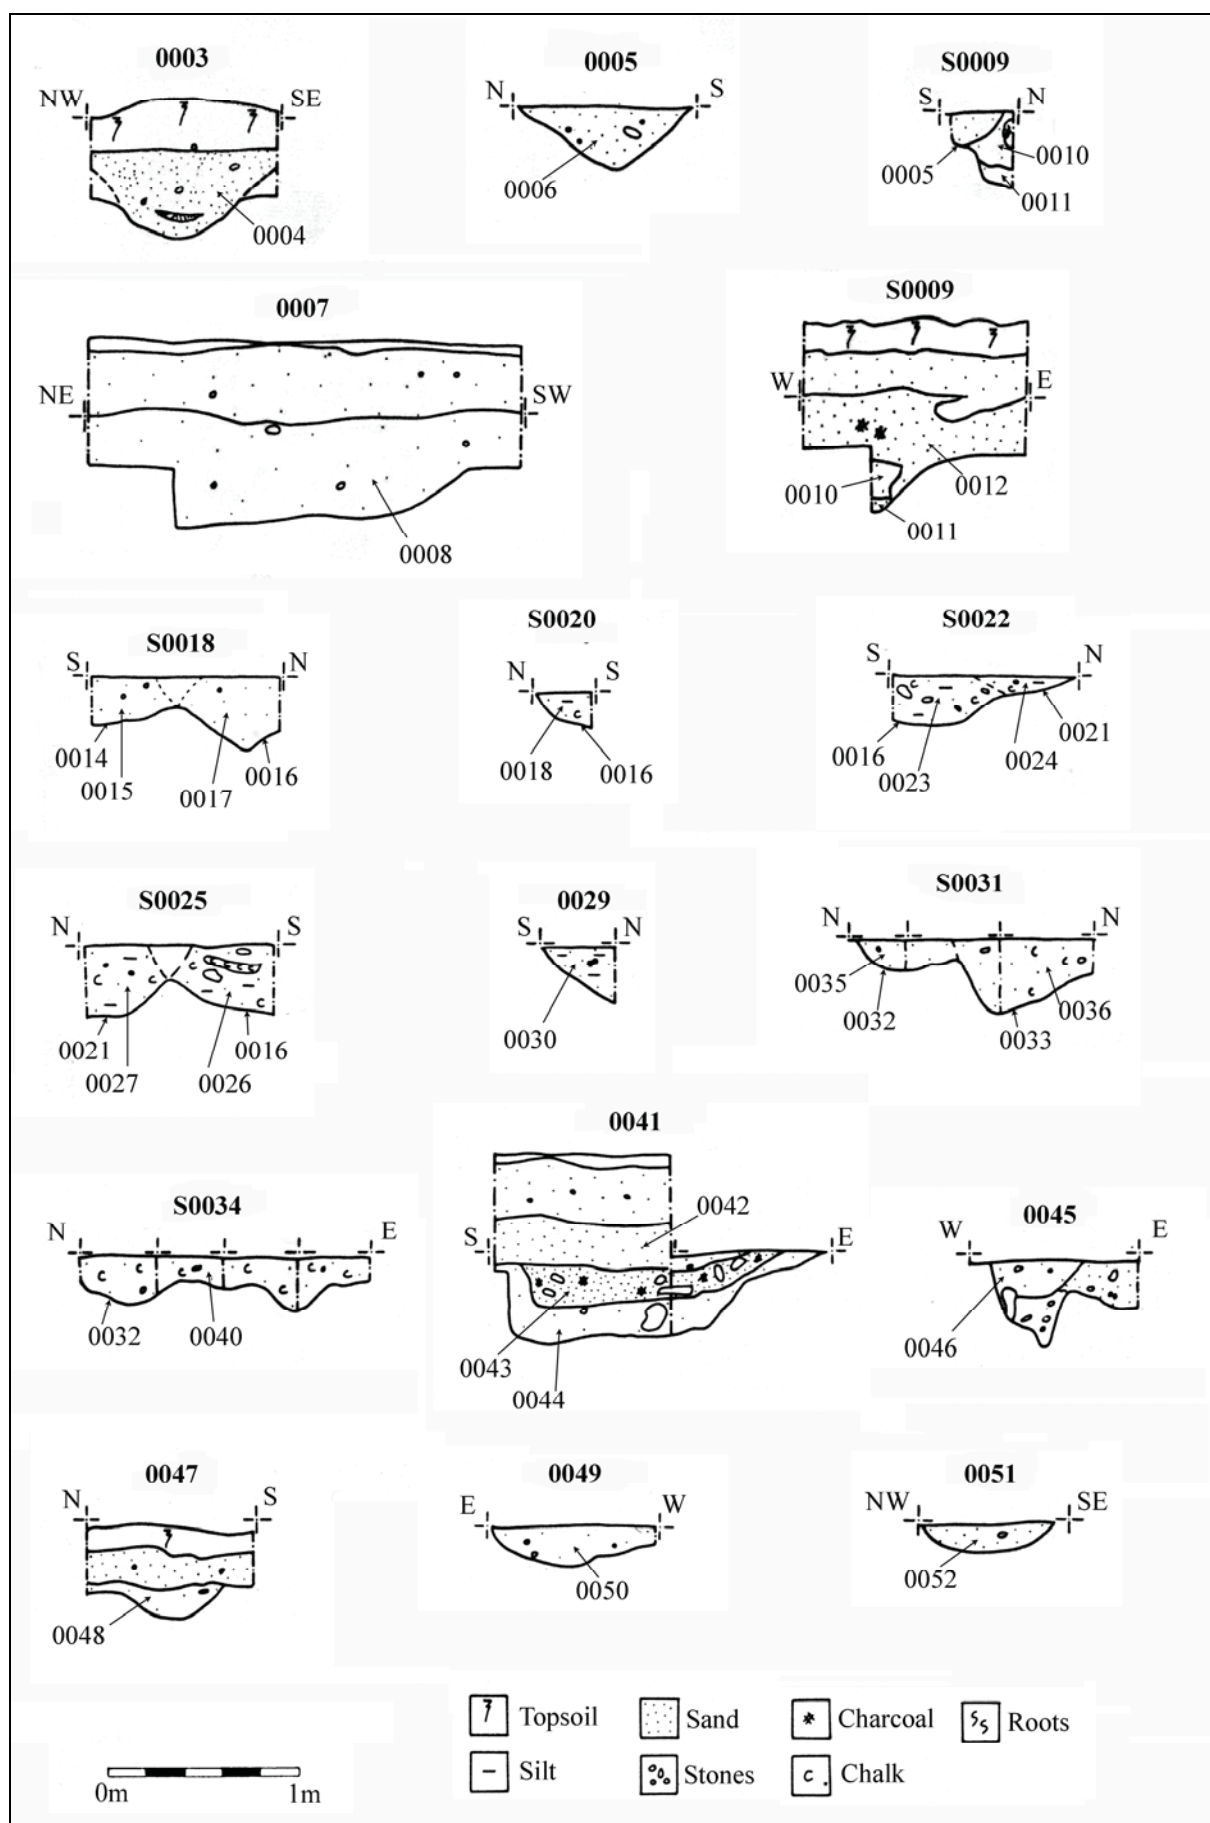 0003
NW SE
0004
0005
N S
0006
S0009
S N
0010
0005
0011
0007
NE SW
0008
S0009
W E
0010
0012
0011
S0018
S N
0014
0015
0017
0016
S0020
N S
0018
0016
S0022
S N
0016
0023
0024
0021
S0025
N S
0021
0027
0026
0016
0029
S N
0030
S0031
N N
0035
0032
0033
0036
S0034
N E
0032
0040
0041
0042
S E
0043
0044
0045
W E
0046
0047
N S
0048
0049
E W
0050
0051
NW SE
0052
Topsoil Sand Charcoal Roots
Silt Stones Chalk
0m 1m